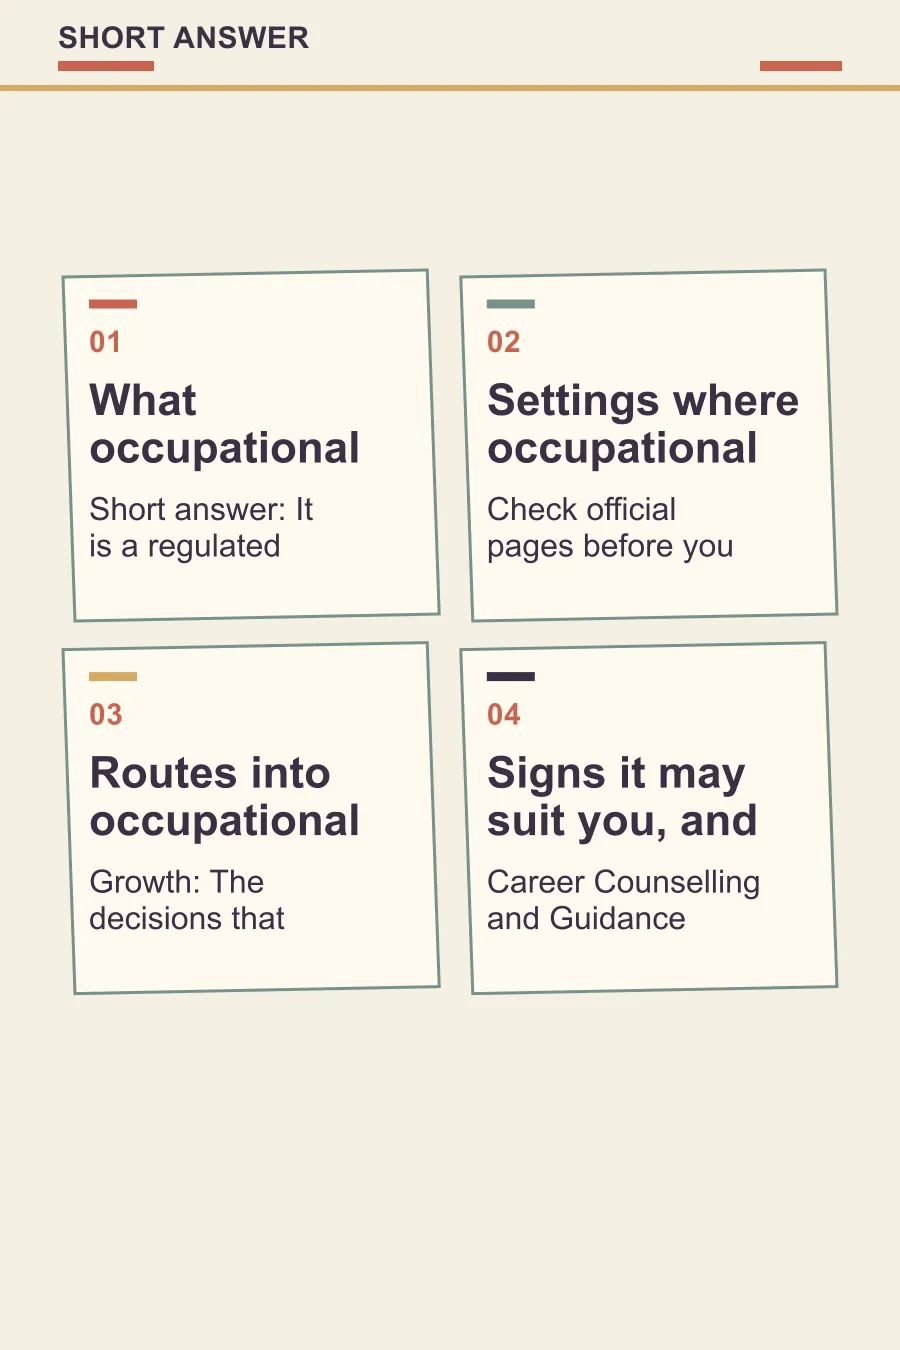 SHORT ANSWER
01
What
occupational
Short answer: It
is a regulated
02
Settings where
occupational
Check official
pages before you
03
Routes into
occupational
Growth: The
decisions that
04
Signs it may
suit you, and
Career Counselling
and Guidance